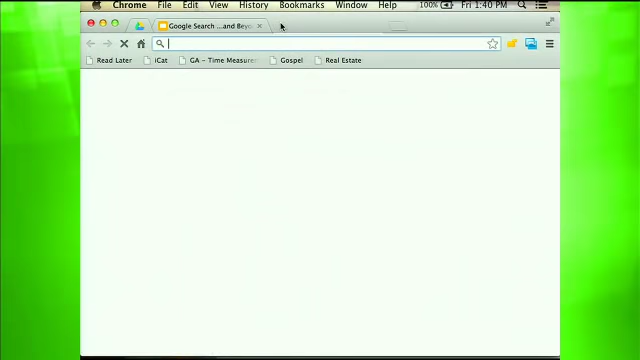 Chrome File Edit View History Bookmarks Window Help 100% Fri 1:40 PM
Google Search ...and Beyo
Read Later iCat GA – Time Measure Gospel Real Estate